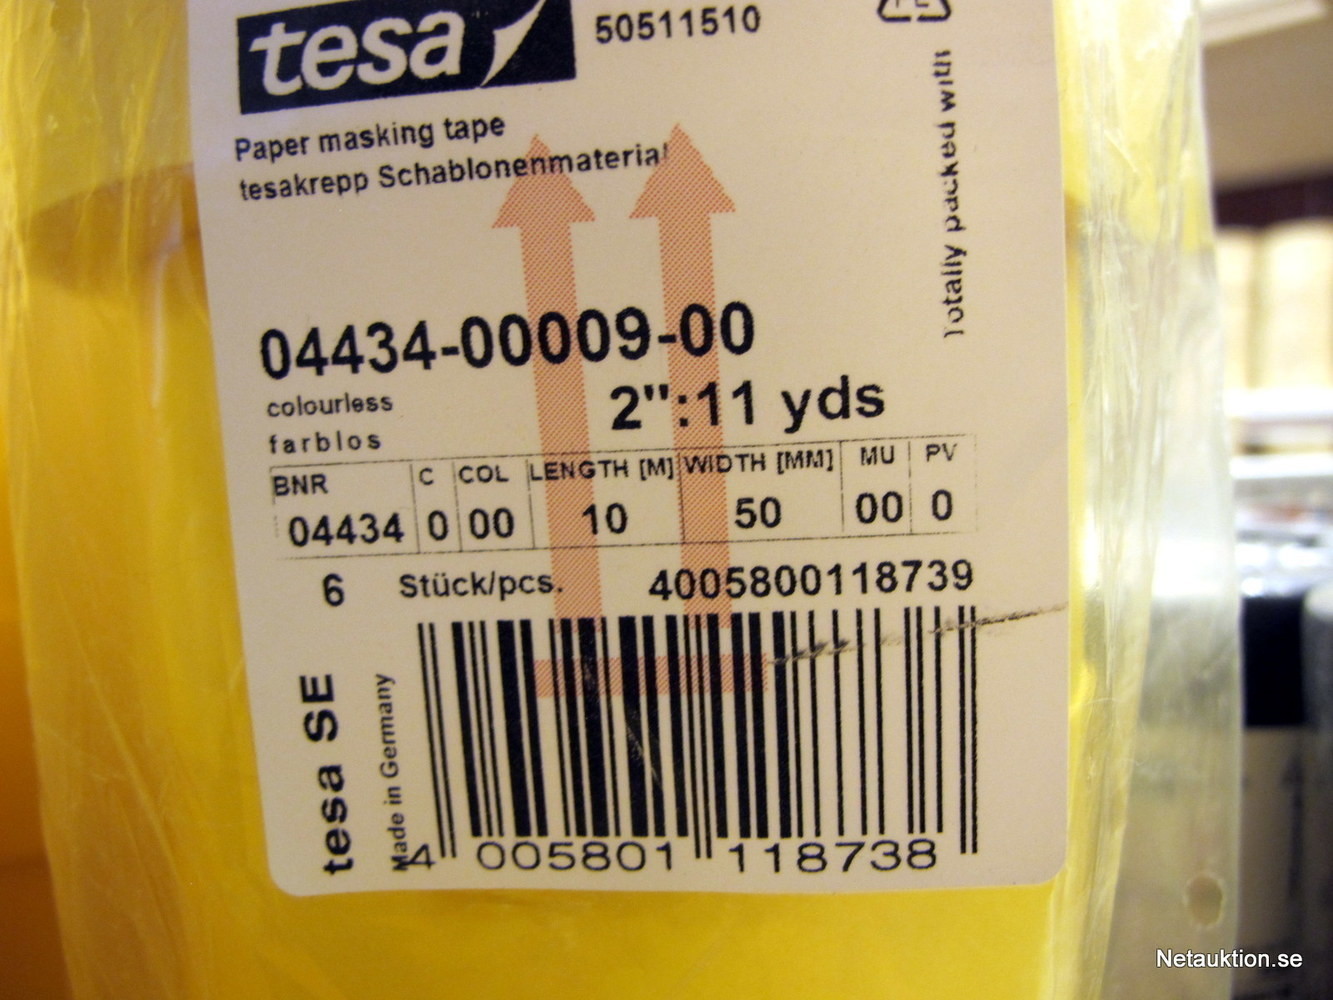 tesa
50511510
Paper masking tape
tesakrepp Schablonenmaterial
Totally packed with
04434-00009-00
colourless
farblos
2":11 yds
BNR C COL LENGTH [M] WIDTH [MM] MU PV
04434 0 00 10 50 00 0
6 Stück/pcs. 4005800118739
tesa SE
Made in Germany
4 005801 118738
Netauktion.se